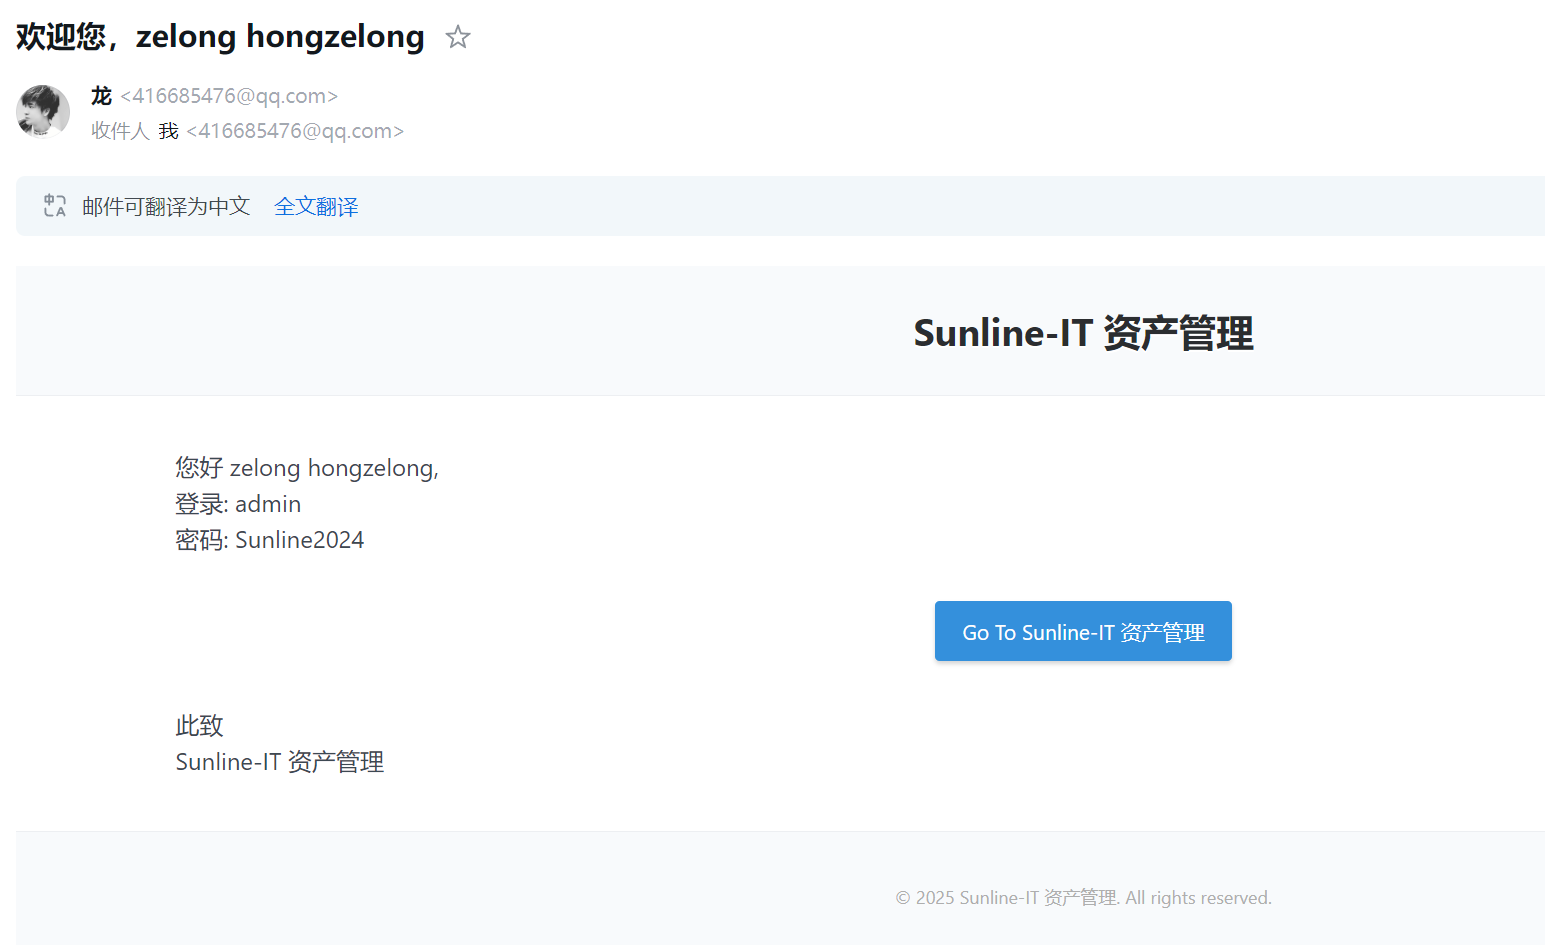 欢迎您，zelong hongzelong
龙 <416685476@qq.com>
收件人 我 <416685476@qq.com>
邮件可翻译为中文 全文翻译
Sunline-IT 资产管理
您好 zelong hongzelong,
登录: admin
密码: Sunline2024
Go To Sunline-IT 资产管理
此致
Sunline-IT 资产管理
© 2025 Sunline-IT 资产管理. All rights reserved.